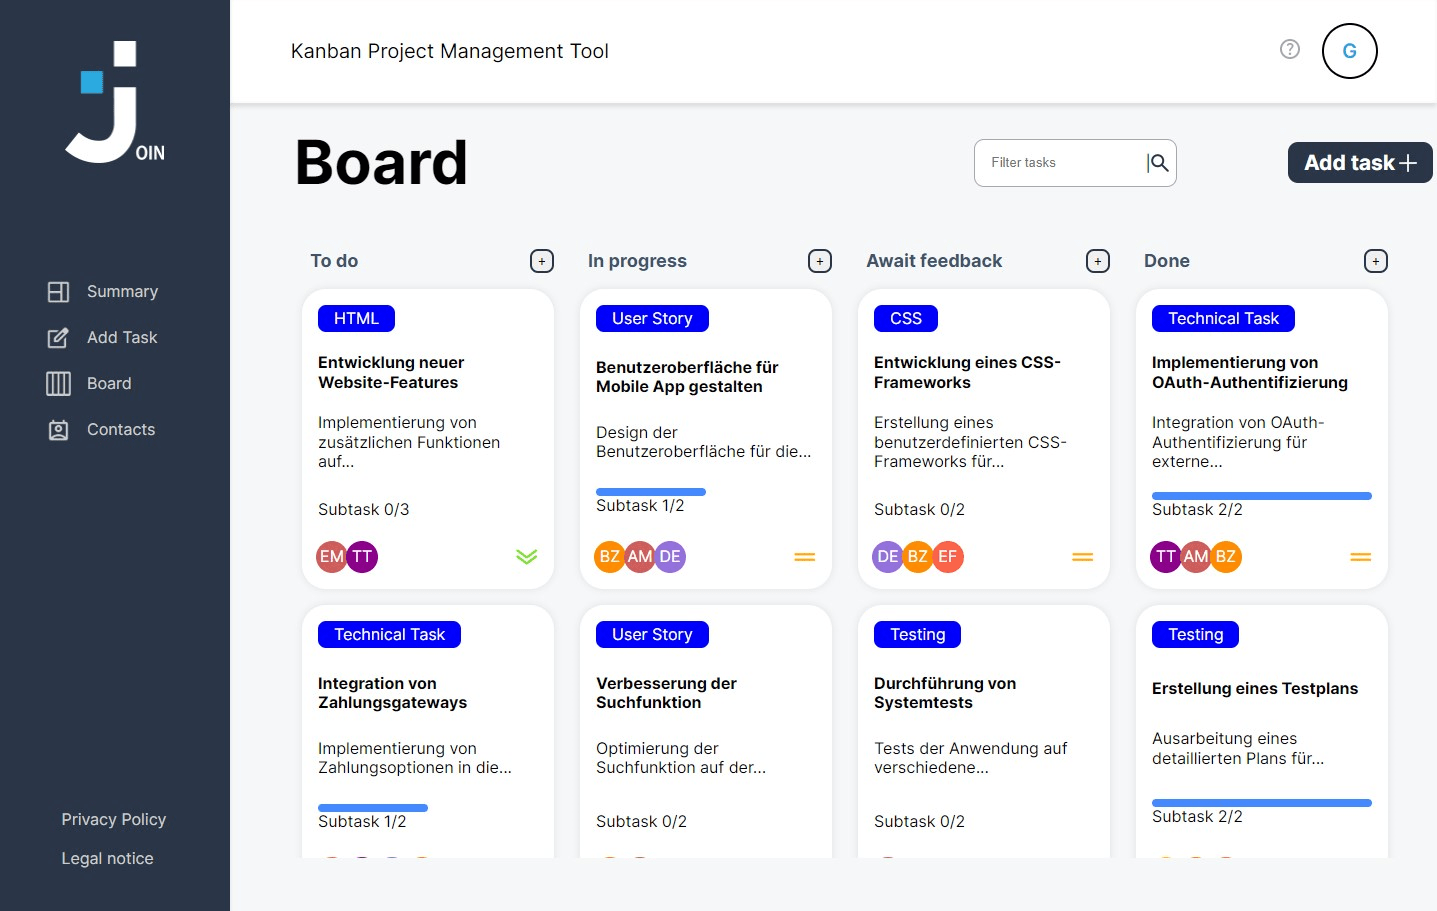 OIN
Kanban Project Management Tool
G
Summary
Add Task
Board
Contacts
Privacy Policy
Legal notice
Board
Filter tasks
Add task
To do
HTML
Entwicklung neuer
Website-Features
Implementierung von
zusätzlichen Funktionen
auf...
Subtask 0/3
EM TT
Technical Task
Integration von
Zahlungsgateways
Implementierung von
Zahlungsoptionen in die...
Subtask 1/2
In progress
User Story
Benutzeroberfläche für
Mobile App gestalten
Design der
Benutzeroberfläche für die...
Subtask 1/2
BZ AM DE
User Story
Verbesserung der
Suchfunktion
Optimierung der
Suchfunktion auf der...
Subtask 0/2
Await feedback
CSS
Entwicklung eines CSS-
Frameworks
Erstellung eines
benutzerdefinierten CSS-
Frameworks für...
Subtask 0/2
DE BZ EF
Testing
Durchführung von
Systemtests
Tests der Anwendung auf
verschiedene...
Subtask 0/2
Done
Technical Task
Implementierung von
OAuth-Authentifizierung
Integration von OAuth-
Authentifizierung für
externe...
Subtask 2/2
TT AM BZ
Testing
Erstellung eines Testplans
Ausarbeitung eines
detaillierten Plans für...
Subtask 2/2